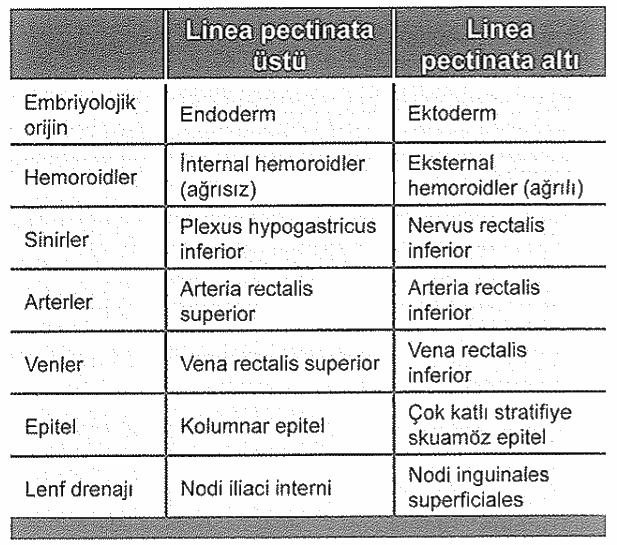 Linea pectinata
üstü
Linea
pectinata altı
Embriyolojik
orijin
Endoderm
Ektoderm
Hemoroidler
İnternal hemoroidler
(ağrısız)
Eksternal
hemoroidler (ağrılı)
Sinirler
Plexus hypogastricus
inferior
Nervus rectalis
inferior
Arterler
Arteria rectalis
superior
Arteria rectalis
inferior
Venler
Vena rectalis superior
Vena rectalis
inferior
Epitel
Kolumnar epitel
Çok katlı stratifiye
skuamöz epitel
Lenf drenajı
Nodi iliaci interni
Nodi inguinales
superficiales